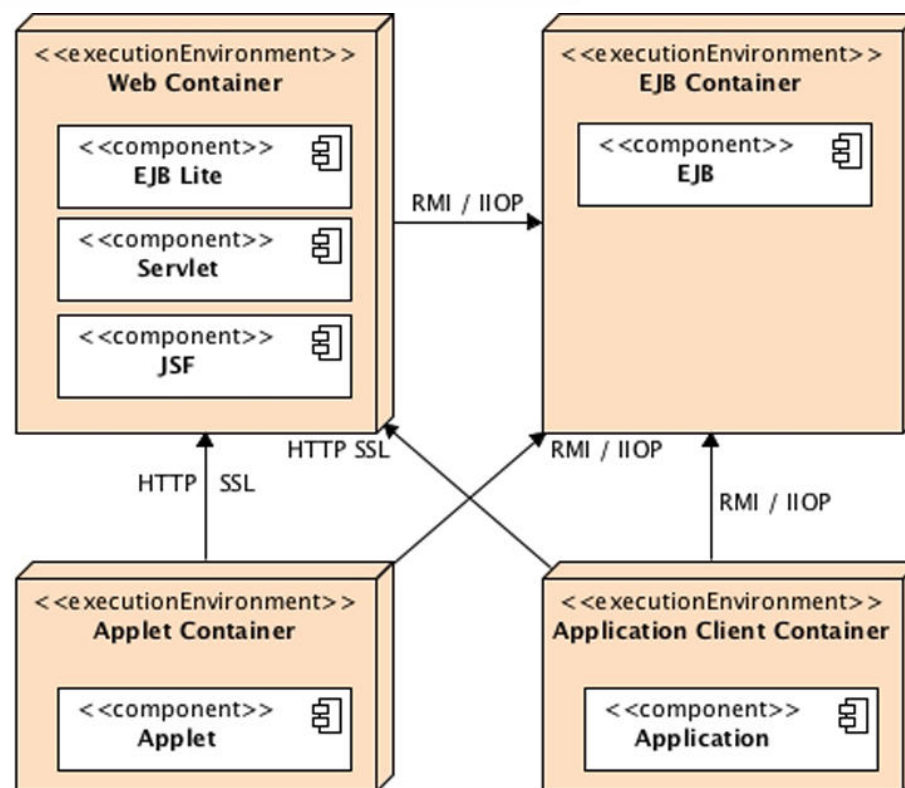 <<executionEnvironment>>
Web Container
<<component>>
EJB Lite
<<component>>
Servlet
<<component>>
JSF
RMI / IIOP
<<executionEnvironment>>
EJB Container
<<component>>
EJB
HTTP SSL
HTTP SSL
RMI / IIOP
RMI / IIOP
<<executionEnvironment>>
Applet Container
<<component>>
Applet
<<executionEnvironment>>
Application Client Container
<<component>>
Application